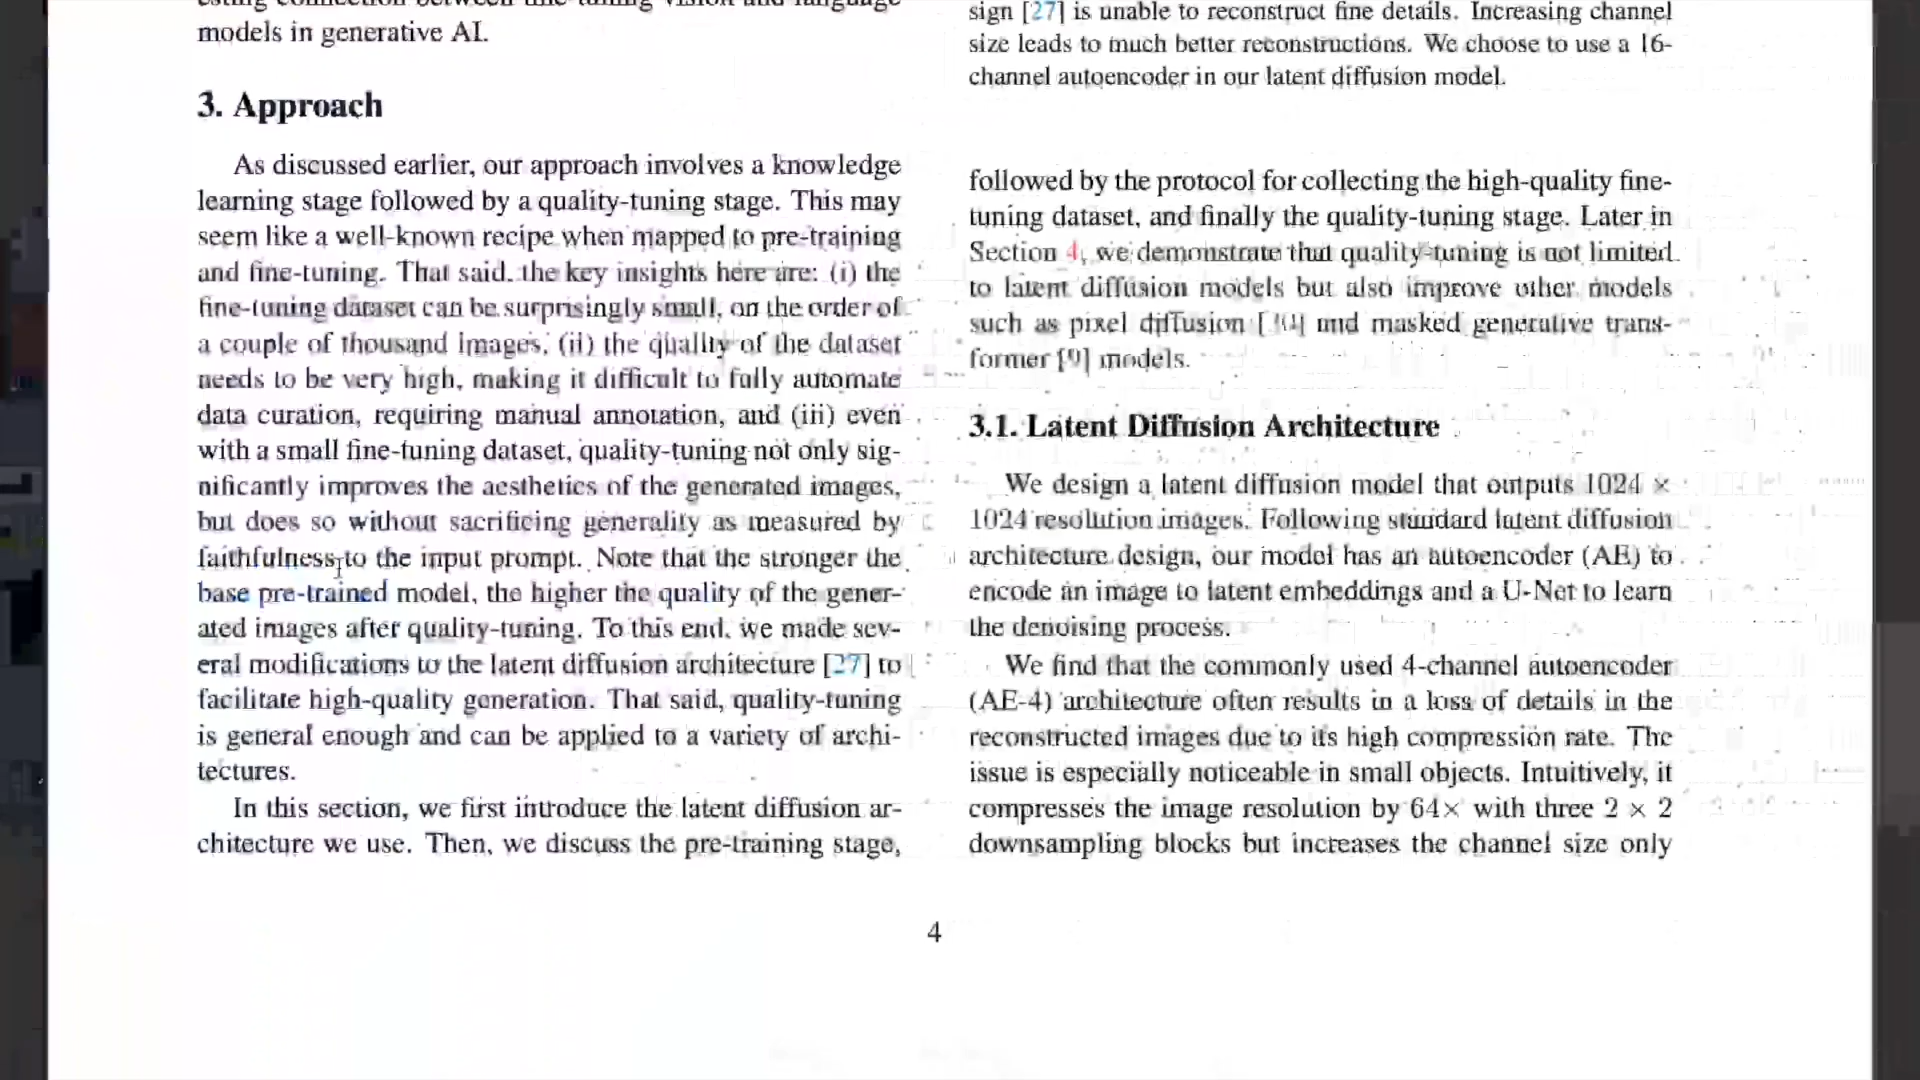 models in generative AI.
3. Approach
As discussed earlier, our approach involves a knowledge
learning stage followed by a quality-tuning stage. This may
seem like a well-known recipe when mapped to pre-training
and fine-tuning. That said, the key insights here are: (i) the
fine-tuning dataset can be surprisingly small, on the order of
a couple of thousand images, (ii) the quality of the dataset
needs to be very high, making it difficult to fully automate
data curation, requiring manual annotation, and (iii) even
with a small fine-tuning dataset, quality-tuning not only sig-
nificantly improves the aesthetics of the generated images,
but does so without sacrificing generality as measured by
faithfulness to the input prompt. Note that the stronger the
base pre-trained model, the higher the quality of the gener-
ated images after quality-tuning. To this end, we made sev-
eral modifications to the latent diffusion architecture [27] to
facilitate high-quality generation. That said, quality-tuning
is general enough and can be applied to a variety of archi-
tectures.
In this section, we first introduce the latent diffusion ar-
chitecture we use. Then, we discuss the pre-training stage,
sign [27] is unable to reconstruct fine details. Increasing channel
size leads to much better reconstructions. We choose to use a 16-
channel autoencoder in our latent diffusion model.
followed by the protocol for collecting the high-quality fine-
tuning dataset, and finally the quality-tuning stage. Later in
Section 4, we demonstrate that quality-tuning is not limited
to latent diffusion models but also improve other models
such as pixel diffusion and masked generative trans-
former [9] models.
3.1. Latent Diffusion Architecture
We design a latent diffusion model that outputs 1024 ×
1024 resolution images. Following standard latent diffusion
architecture design, our model has an autoencoder (AE) to
encode an image to latent embeddings and a U-Net to learn
the denoising process.
We find that the commonly used 4-channel autoencoder
(AE-4) architecture often results in a loss of details in the
reconstructed images due to its high compression rate. The
issue is especially noticeable in small objects. Intuitively, it
compresses the image resolution by 64× with three 2 × 2
downsampling blocks but increases the channel size only
4